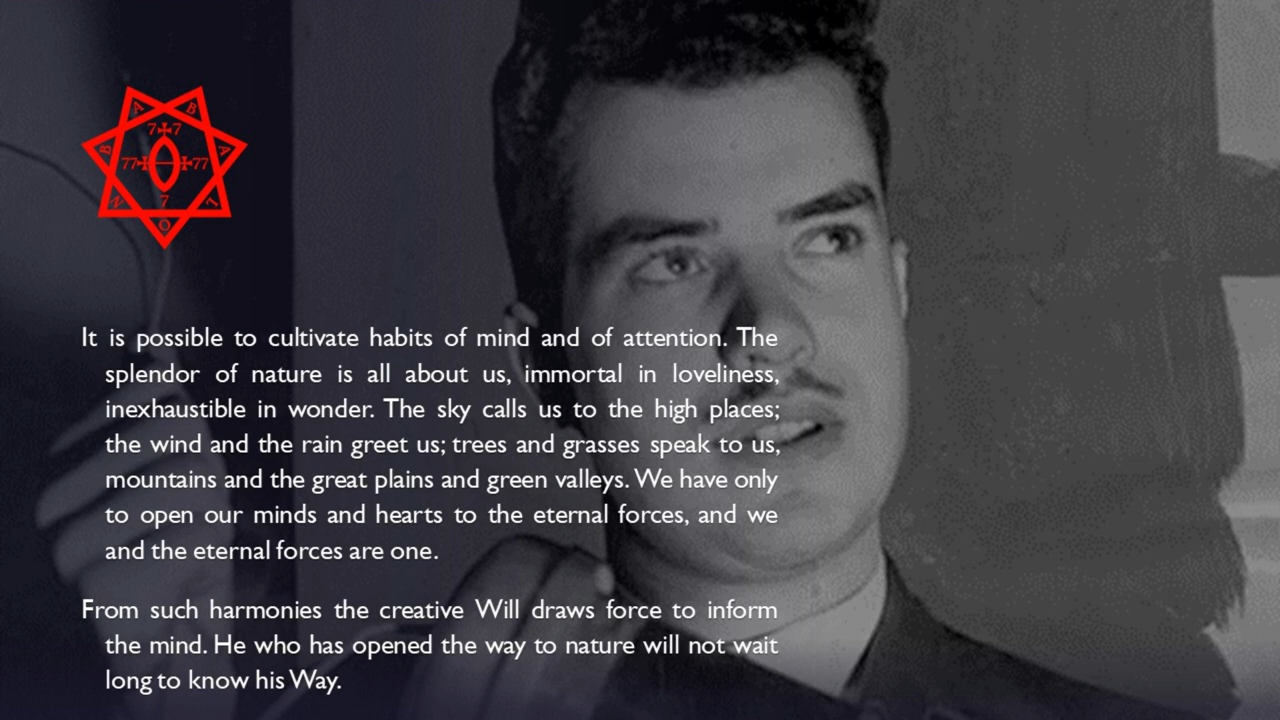 A B
7 7
B A
77 77
7
N L
O
It is possible to cultivate habits of mind and of attention. The
splendor of nature is all about us, immortal in loveliness,
inexhaustible in wonder. The sky calls us to the high places;
the wind and the rain greet us; trees and grasses speak to us,
mountains and the great plains and green valleys. We have only
to open our minds and hearts to the eternal forces, and we
and the eternal forces are one.
From such harmonies the creative Will draws force to inform
the mind. He who has opened the way to nature will not wait
long to know his Way.